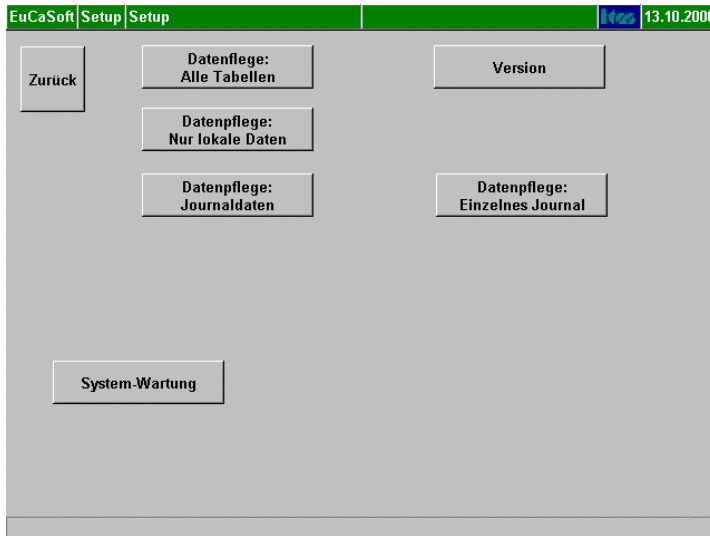 EuCaSoft Setup Setup itas 13.10.200
Zurück
Datenflege:
Alle Tabellen
Version
Datenpflege:
Nur lokale Daten
Datenpflege:
Journaldaten
Datenpflege:
Einzelnes Journal
System-Wartung